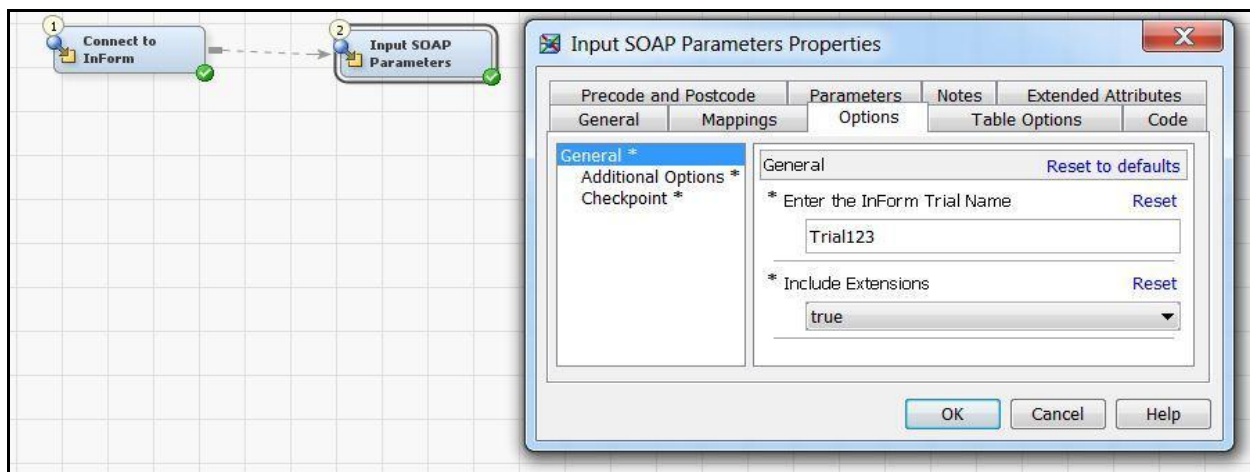 1
Connect to
InForm
2
Input SOAP
Parameters
Input SOAP Parameters Properties
Precode and Postcode Parameters Notes Extended Attributes
General Mappings Options Table Options Code
General *
Additional Options *
Checkpoint *
General Reset to defaults
* Enter the InForm Trial Name Reset
Trial123
* Include Extensions Reset
true
OK Cancel Help